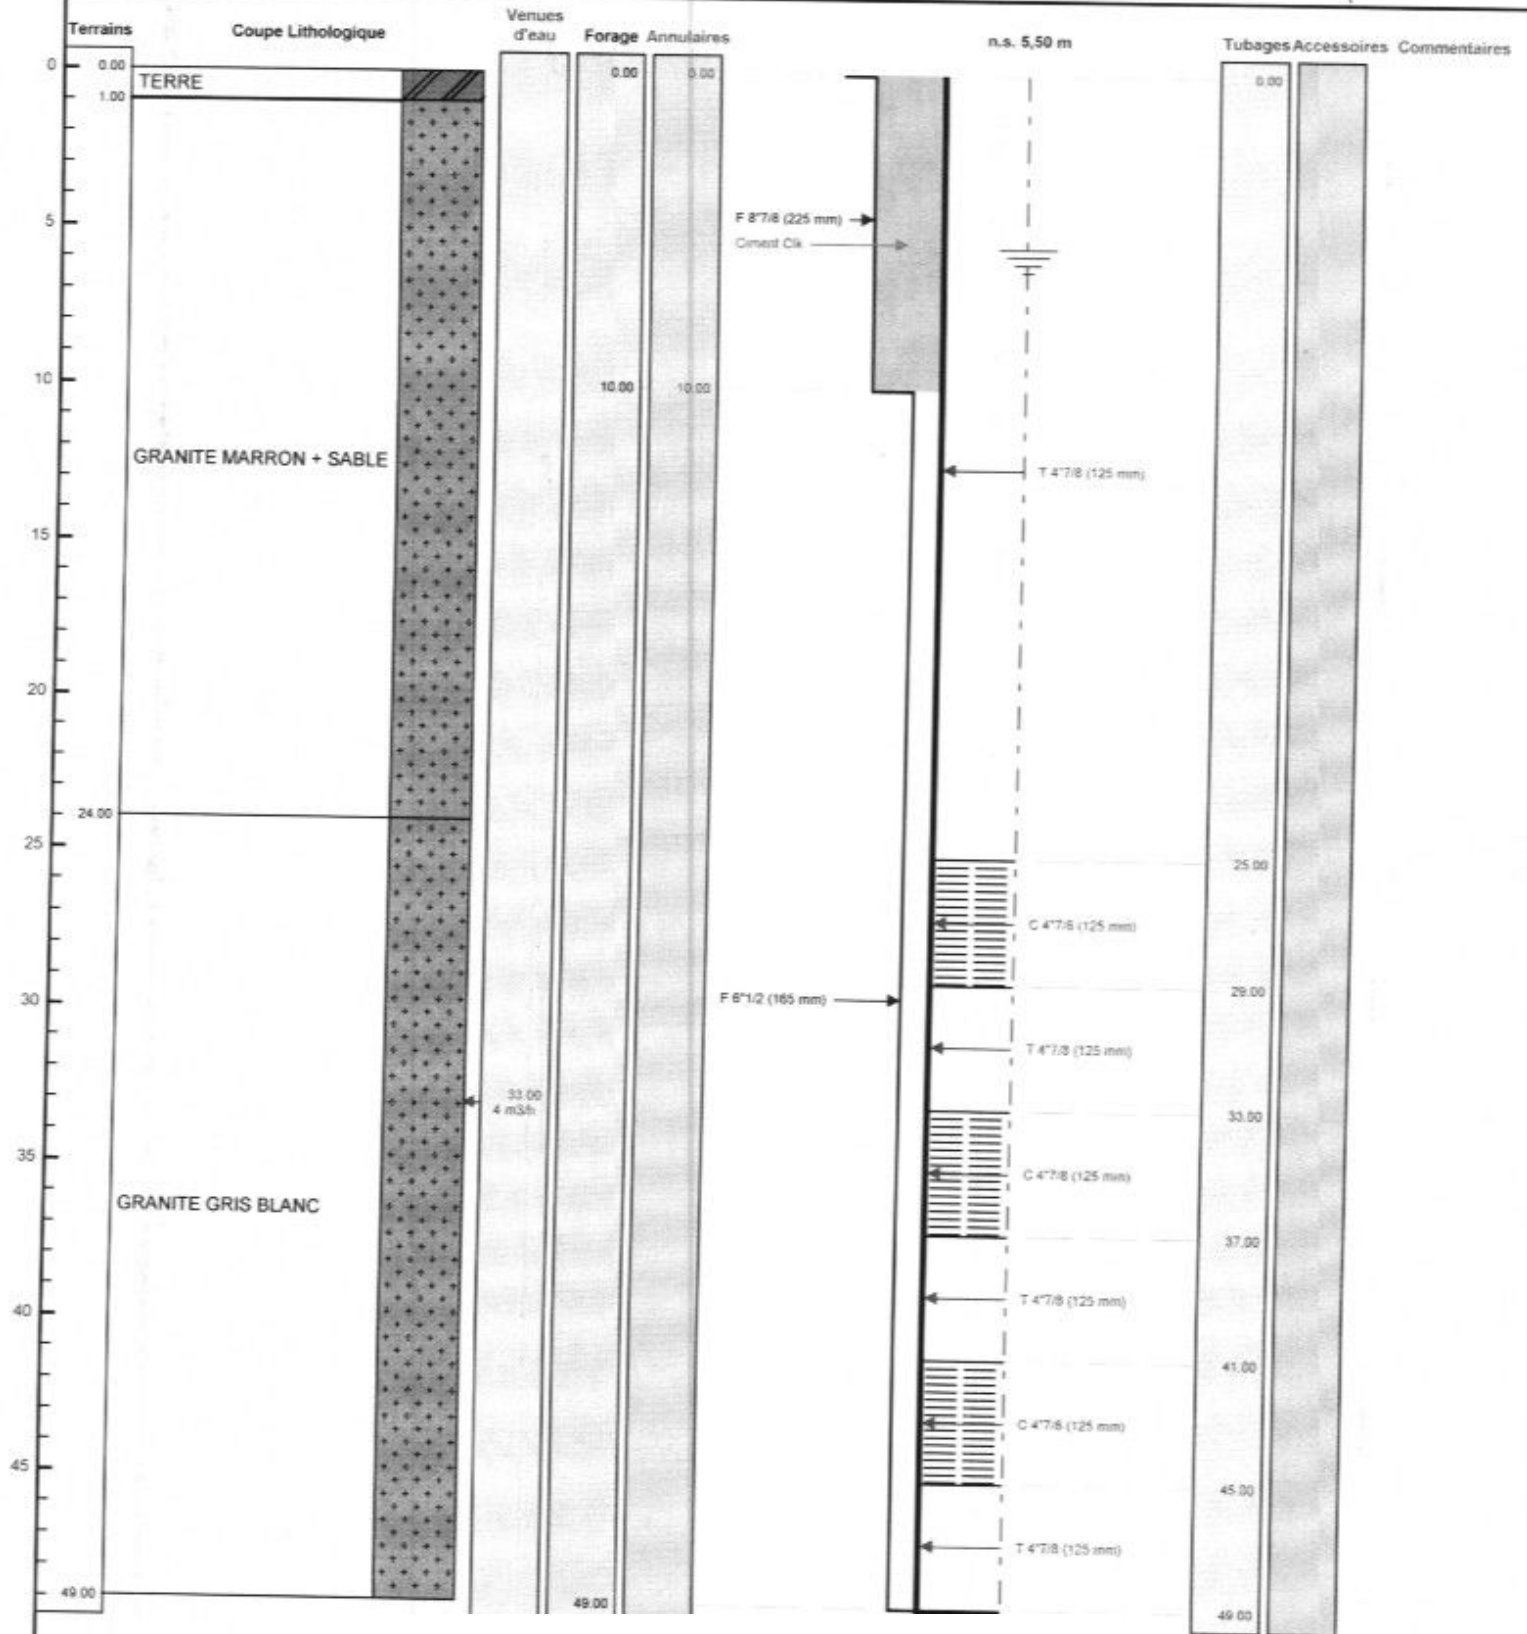 Terrains
Coupe Lithologique
Venues
d'eau
Forage
Annulaires
n.s. 5,50 m
Tubages
Accessoires
Commentaires
0
0.00
TERRE
1.00
0.00
0.00
0.00
5
F 8"7/8 (225 mm)
Ciment Clk
10
10.00
10.00
GRANITE MARRON + SABLE
T 4"7/8 (125 mm)
15
20
24.00
25
25.00
C 4"7/8 (125 mm)
29.00
30
F 6"1/2 (165 mm)
T 4"7/8 (125 mm)
33.00
4 m3/h
33.00
35
C 4"7/8 (125 mm)
GRANITE GRIS BLANC
37.00
40
T 4"7/8 (125 mm)
41.00
C 4"7/8 (125 mm)
45
45.00
T 4"7/8 (125 mm)
49.00
49.00
49.00